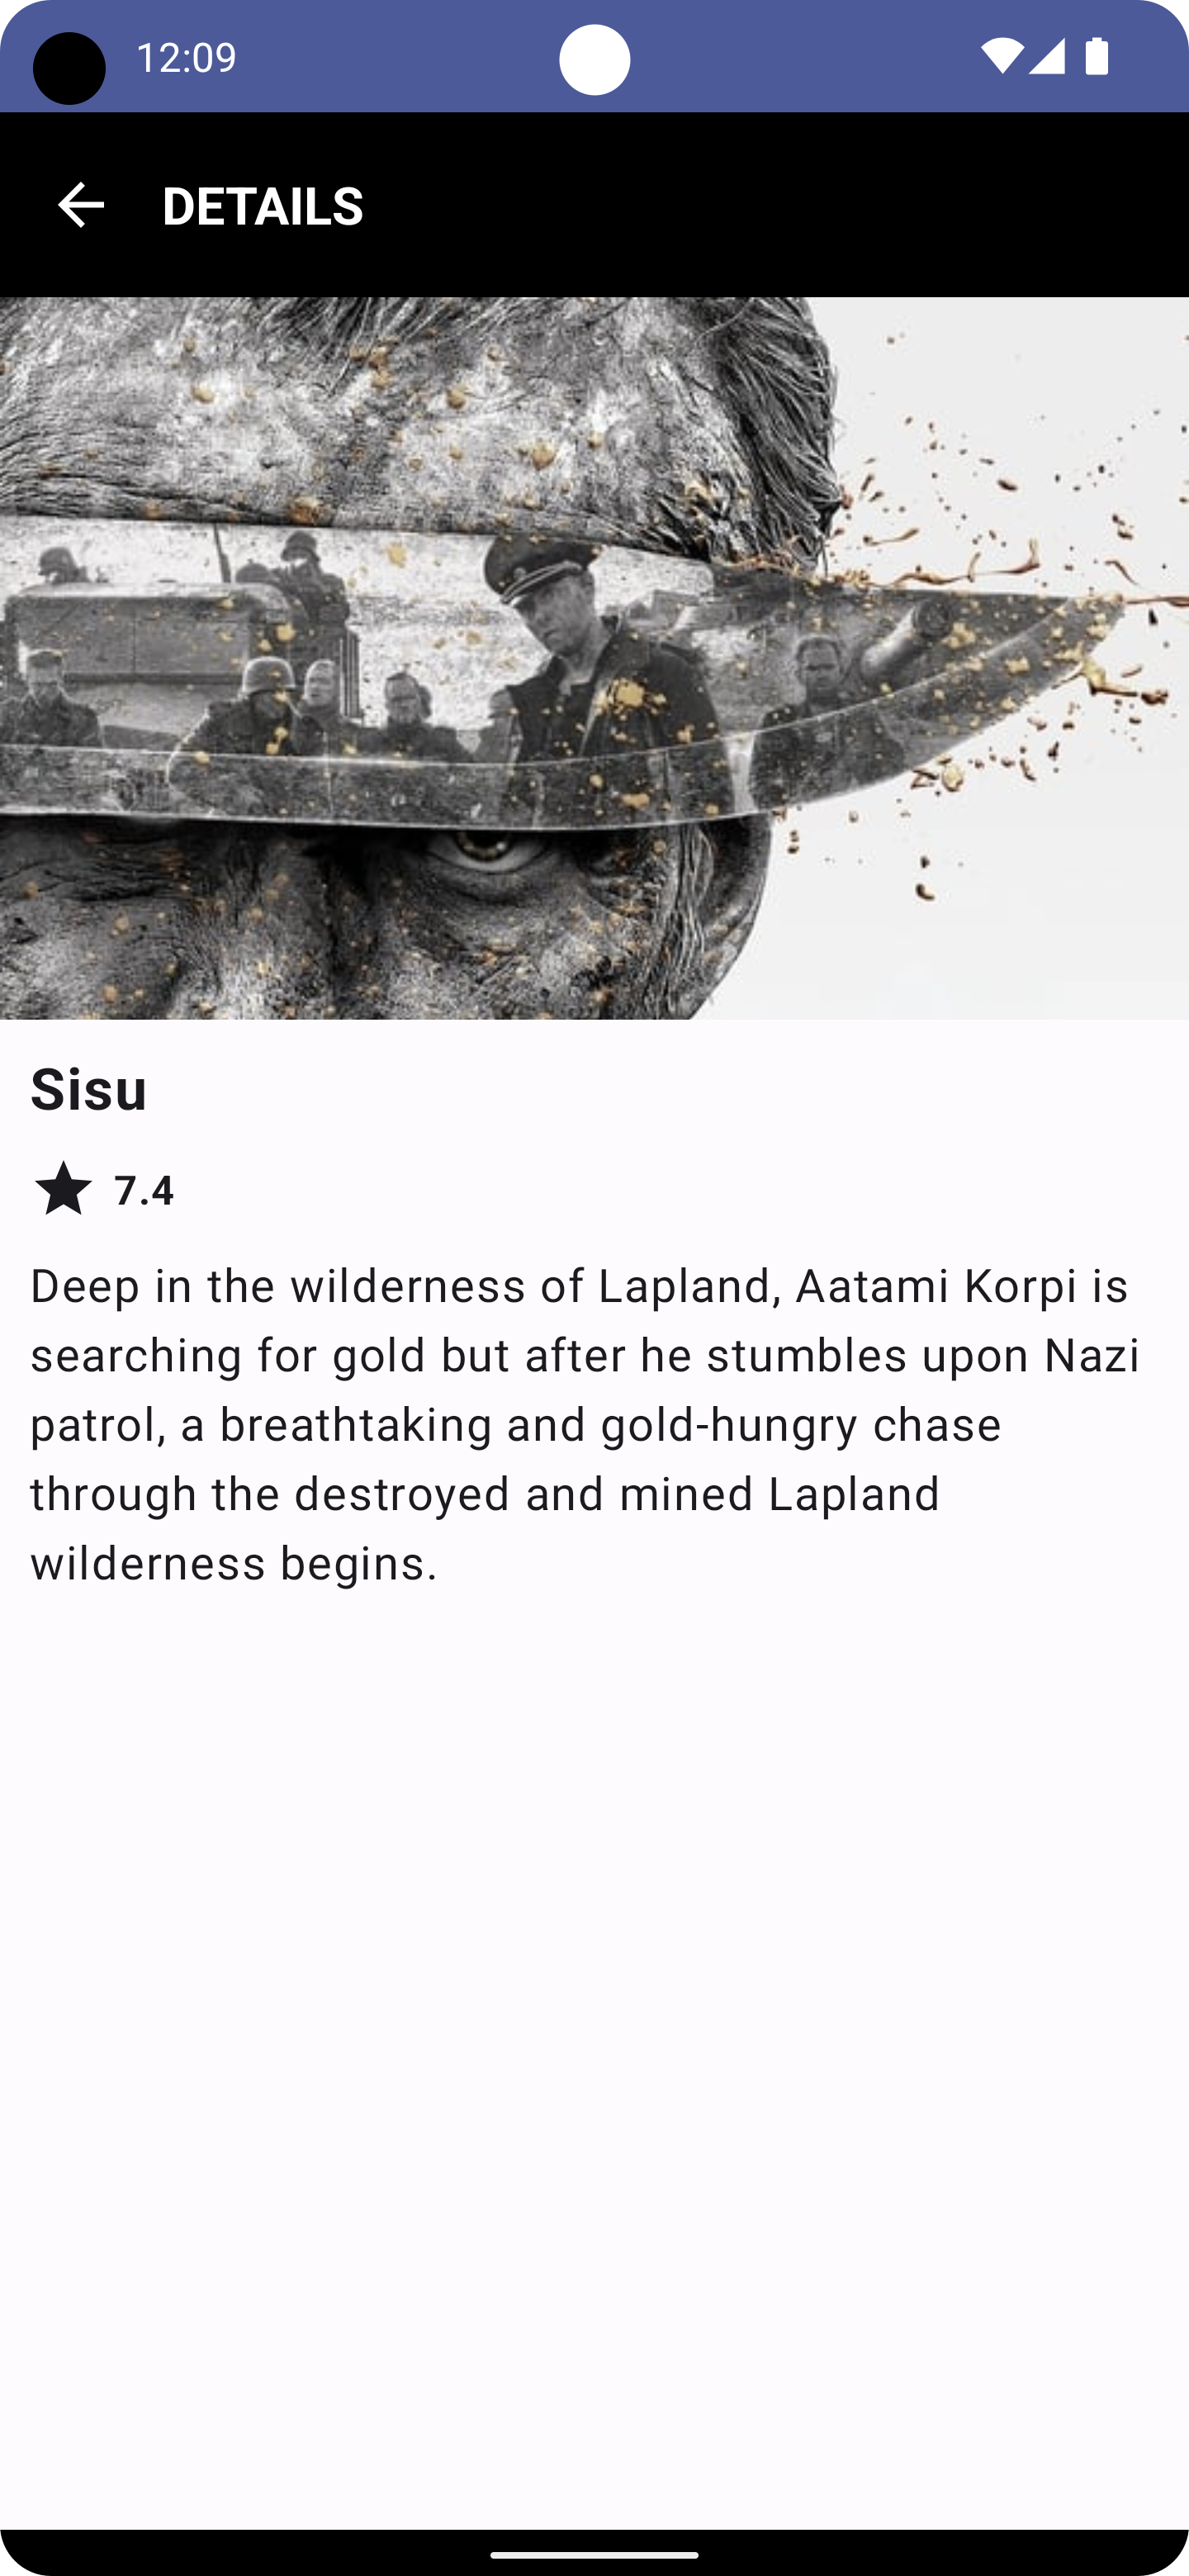 12:09
DETAILS
Sisu
7.4
Deep in the wilderness of Lapland, Aatami Korpi is
searching for gold but after he stumbles upon Nazi
patrol, a breathtaking and gold-hungry chase
through the destroyed and mined Lapland
wilderness begins.